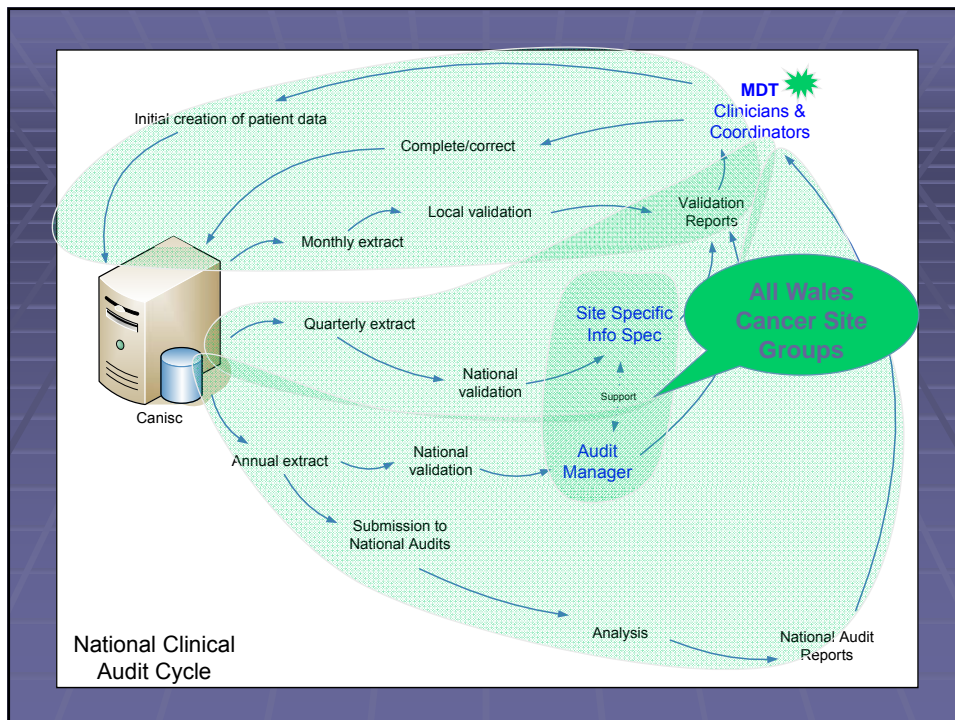 MDT
Clinicians &
Coordinators
Initial creation of patient data
Complete/correct
Local validation
Validation
Reports
Monthly extract
All Wales
Cancer Site
Groups
Site Specific
Info Spec
Quarterly extract
National
validation
Support
Canisc
Annual extract
National
validation
Audit
Manager
Submission to
National Audits
Analysis
National Audit
Reports
National Clinical
Audit Cycle